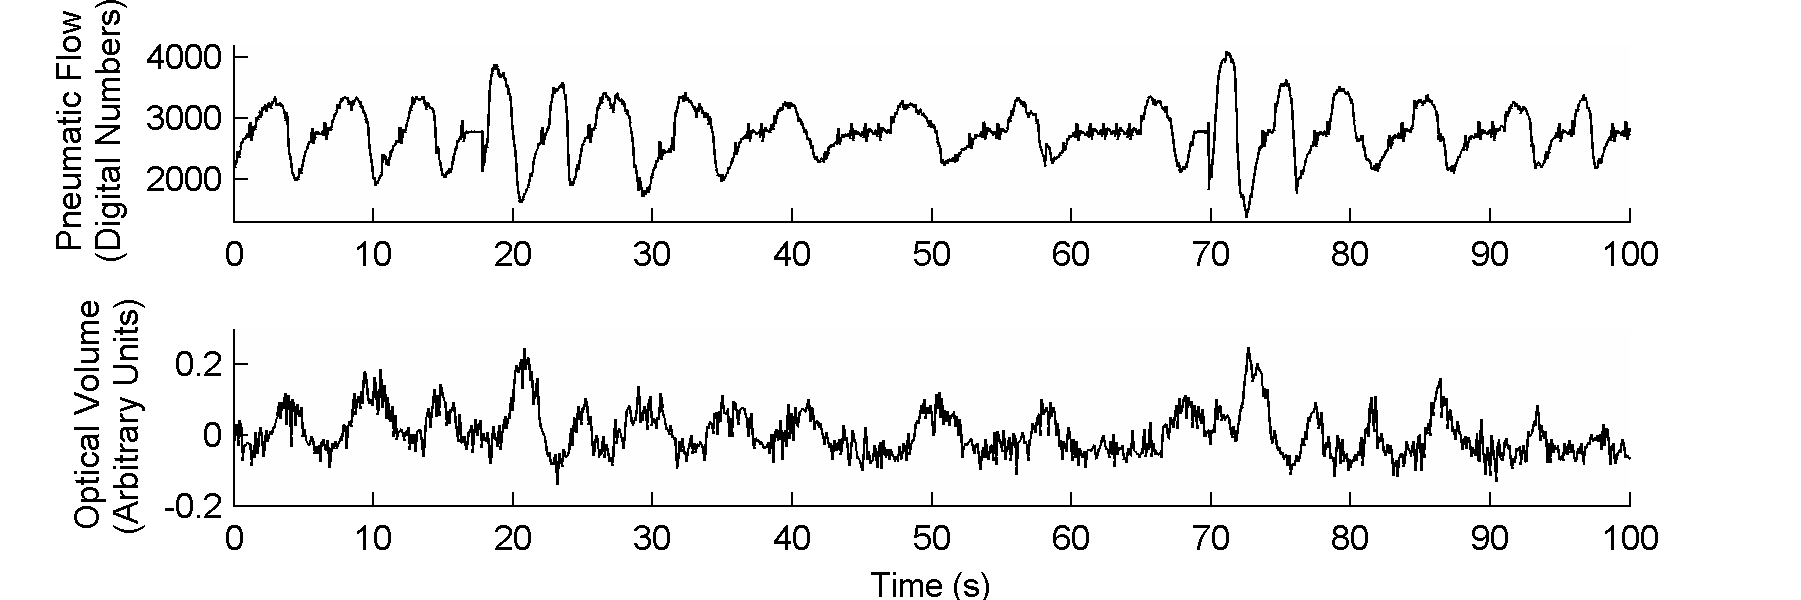 Pneumatic Flow
(Digital Numbers)
4000
3000
2000
0 10 20 30 40 50 60 70 80 90 100
Optical Volume
(Arbitrary Units)
0.2
0
-0.2
0 10 20 30 40 50 60 70 80 90 100
Time (s)